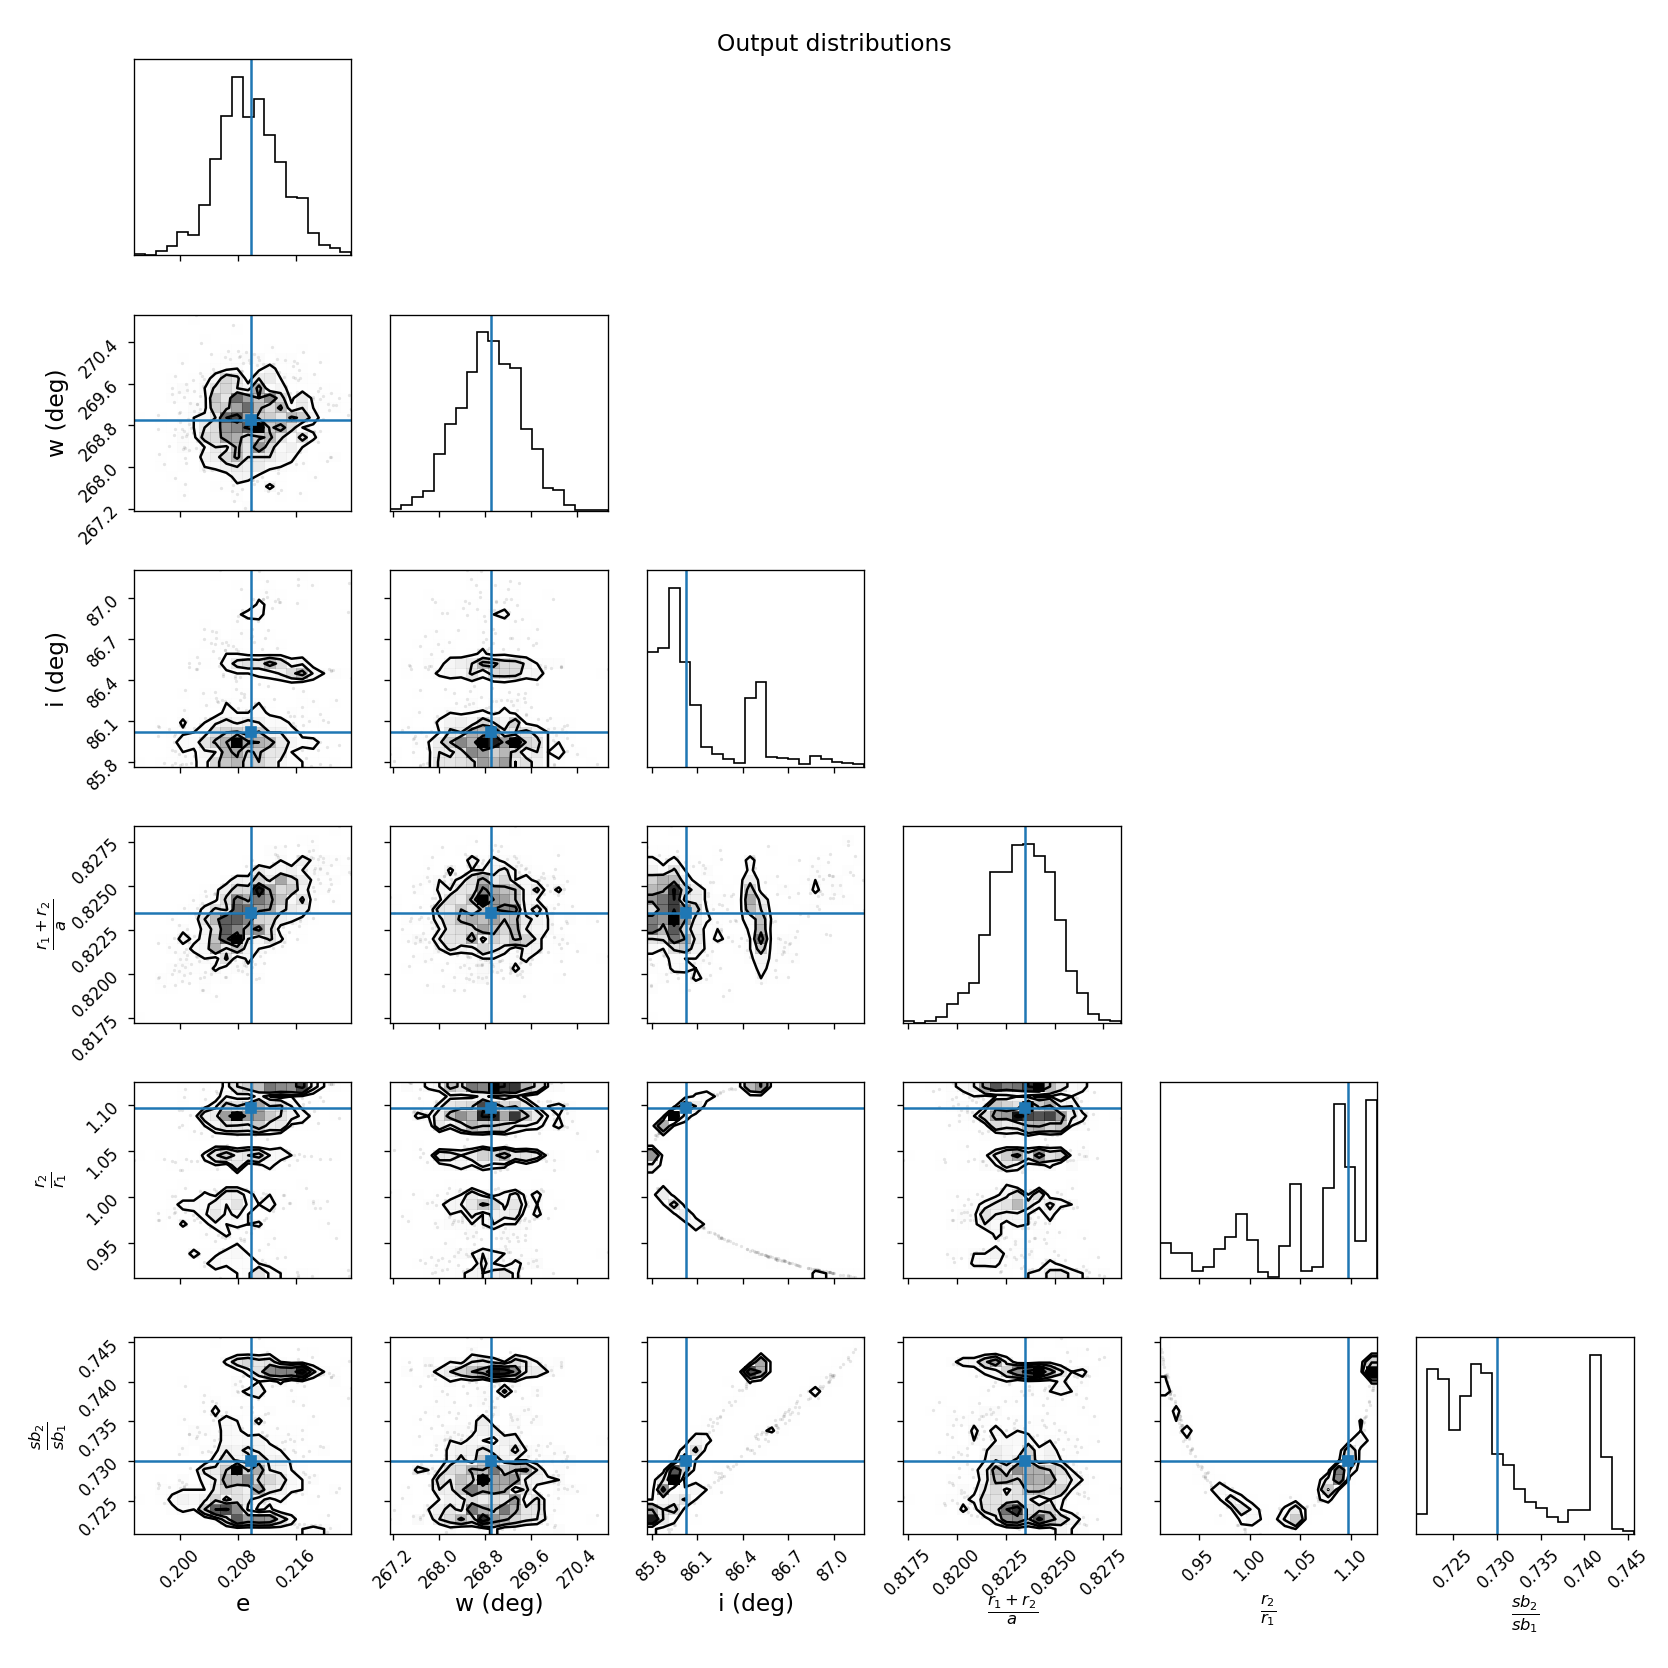 Output distributions
w (deg)
270.4
269.6
268.8
268.0
267.2
i (deg)
87.0
86.7
86.4
86.1
85.8
r1 + r2
a
0.8275
0.8250
0.8225
0.8200
0.8175
r2
r1
1.10
1.05
1.00
0.95
sb2
sb1
0.745
0.740
0.735
0.730
0.725
0.200 0.208 0.216
267.2 268.0 268.8 269.6 270.4
85.8 86.1 86.4 86.7 87.0
0.8175 0.8200 0.8225 0.8250 0.8275
0.95 1.00 1.05 1.10
0.725 0.730 0.735 0.740 0.745
e
w (deg)
i (deg)
r1 + r2
a
r2
r1
sb2
sb1